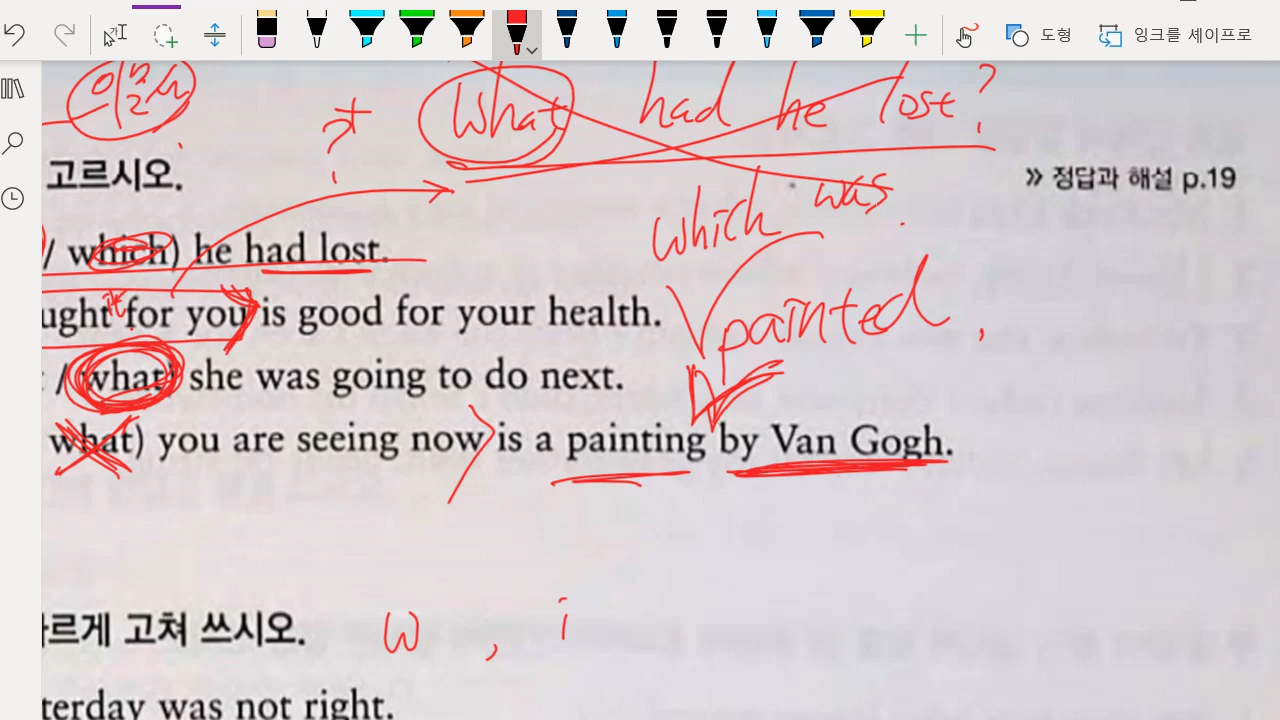 도형
잉크를 셰이프로
What had he lost?
고르시오.
» 정답과 해설 p.19
which was
/ which) he had lost.
it
ught for you is good for your health.
painted,
/ what) she was going to do next.
what) you are seeing now is a painting by Van Gogh.
르게 고쳐 쓰시오.
w , i
terday was not right.